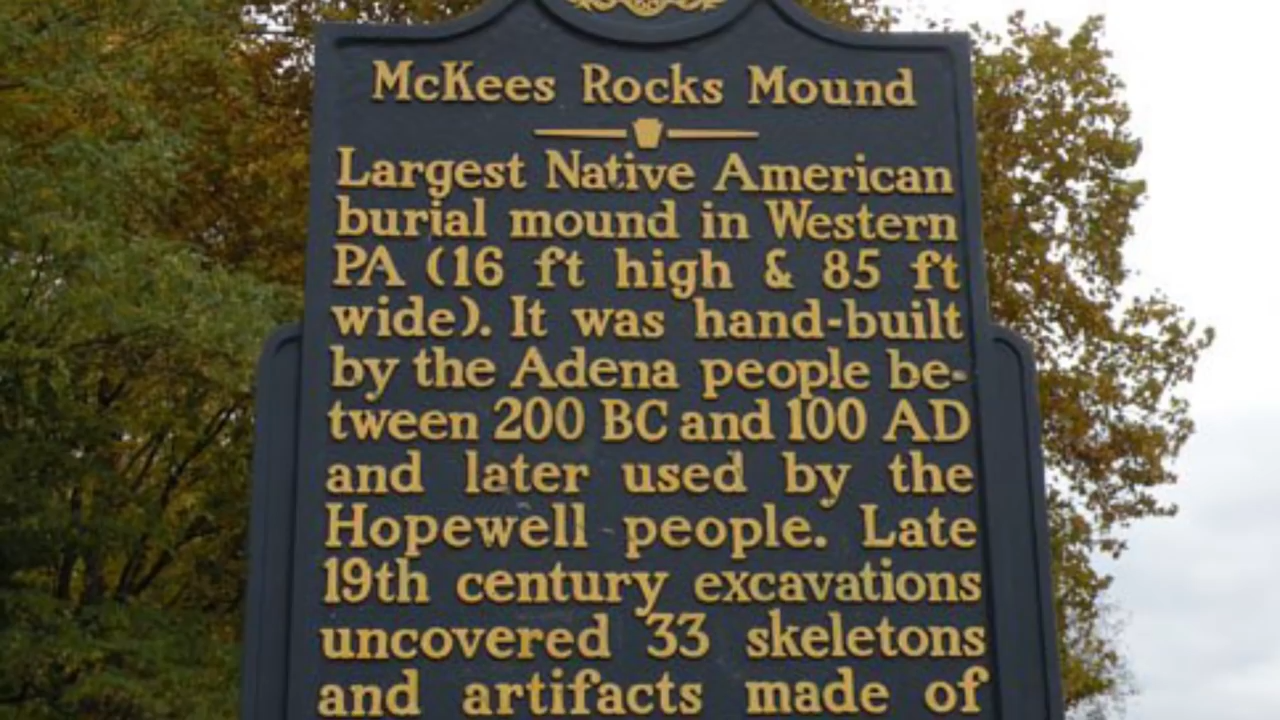 McKees Rocks Mound
Largest Native American
burial mound in Western
PA (16 ft high & 85 ft
wide). It was hand-built
by the Adena people be-
tween 200 BC and 100 AD
and later used by the
Hopewell people. Late
19th century excavations
uncovered 33 skeletons
and artifacts made of